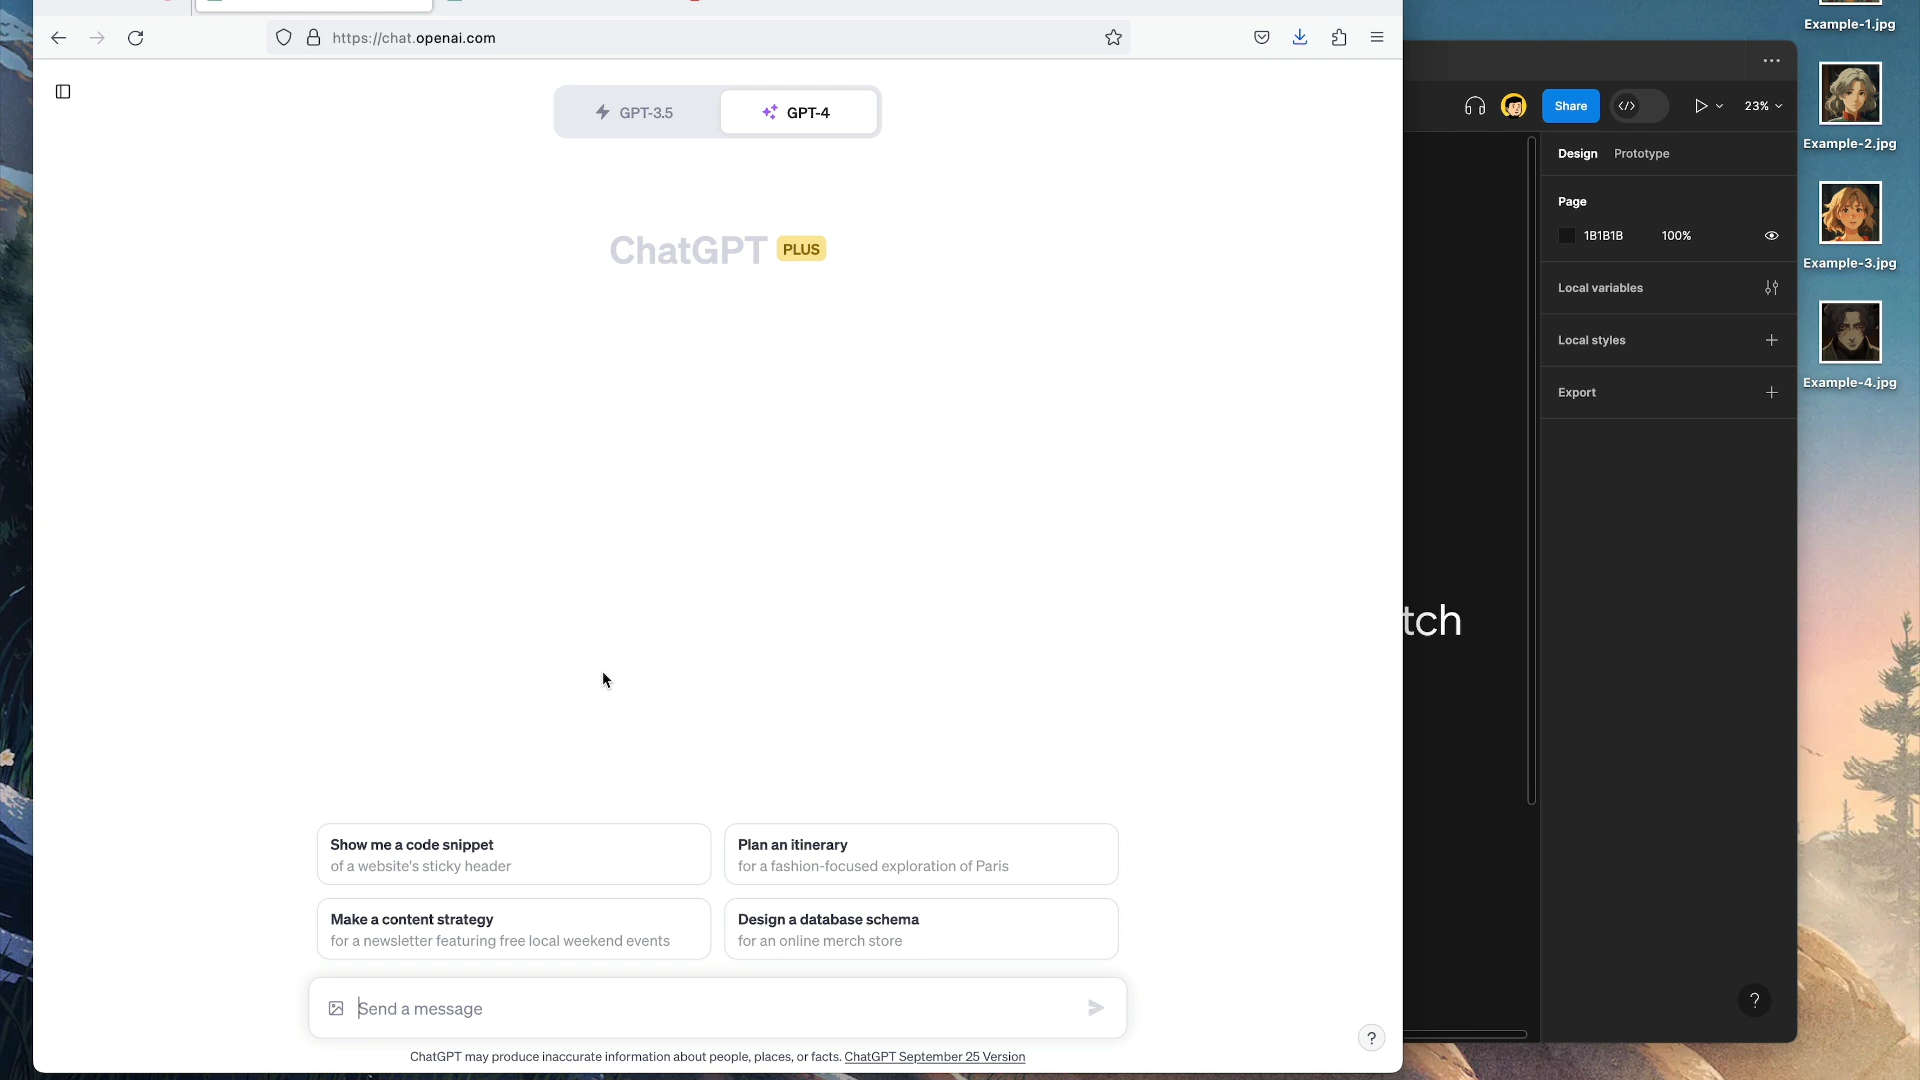 https://chat.openai.com
GPT-3.5
GPT-4
ChatGPT PLUS
Show me a code snippet
of a website's sticky header
Plan an itinerary
for a fashion-focused exploration of Paris
Make a content strategy
for a newsletter featuring free local weekend events
Design a database schema
for an online merch store
Send a message
ChatGPT may produce inaccurate information about people, places, or facts. ChatGPT September 25 Version
?
Share
23%
Design Prototype
Page
1B1B1B 100%
Local variables
Local styles
Export
tch
?
Example-1.jpg
Example-2.jpg
Example-3.jpg
Example-4.jpg